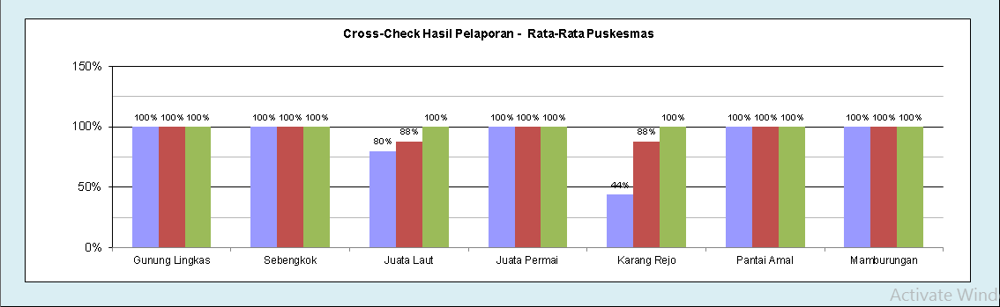 Cross-Check Hasil Pelaporan - Rata-Rata Puskesmas
150%
100%
50%
0%
100% 100% 100%
100% 100% 100%
80% 88% 100%
100% 100% 100%
44% 88% 100%
100% 100% 100%
100% 100% 100%
Gunung Lingkas
Sebengkok
Juata Laut
Juata Permai
Karang Rejo
Pantai Amal
Mamburungan
Activate Wind